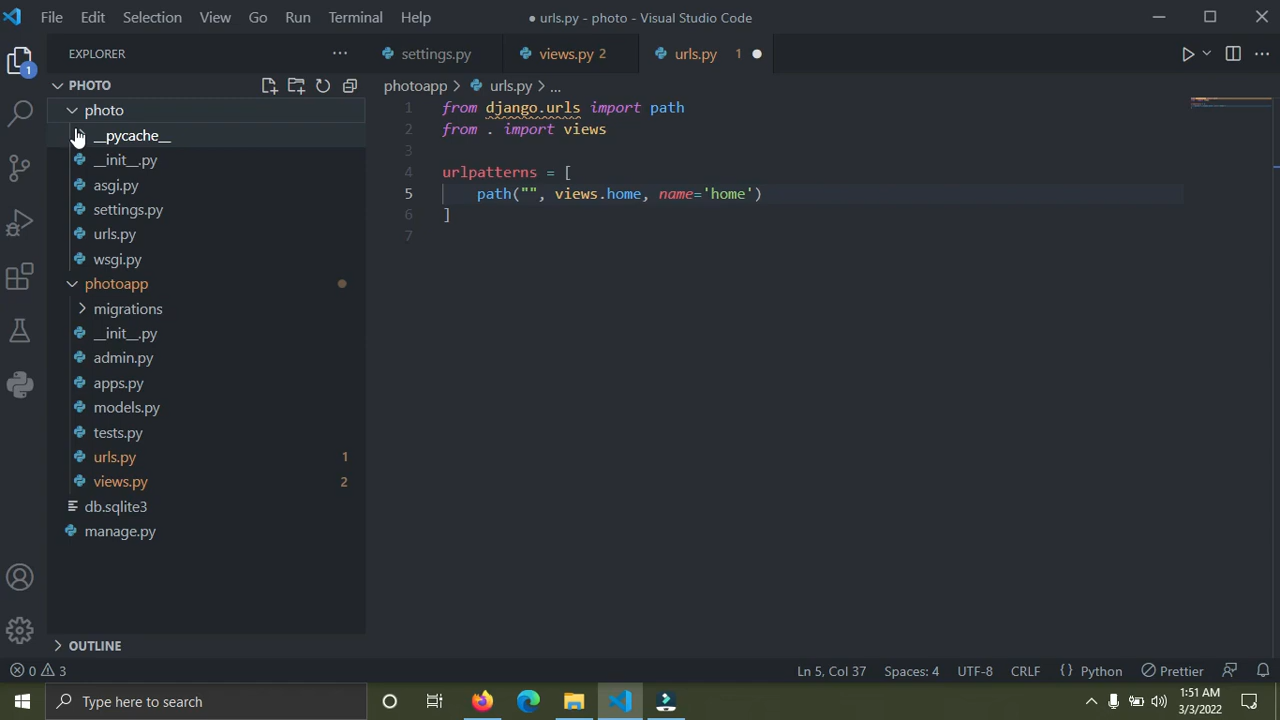 File Edit Selection View Go Run Terminal Help
● urls.py - photo - Visual Studio Code
EXPLORER
1
PHOTO
photo
__pycache__
__init__.py
asgi.py
settings.py
urls.py
wsgi.py
photoapp
migrations
__init__.py
admin.py
apps.py
models.py
tests.py
urls.py 1
views.py 2
db.sqlite3
manage.py
OUTLINE
settings.py views.py 2 urls.py 1
photoapp > urls.py > ...
1 from django.urls import path
2 from . import views
3
4 urlpatterns = [
5 path("", views.home, name='home')
6 ]
7
0 3 Ln 5, Col 37 Spaces: 4 UTF-8 CRLF {} Python Prettier
Type here to search
1:51 AM
3/3/2022